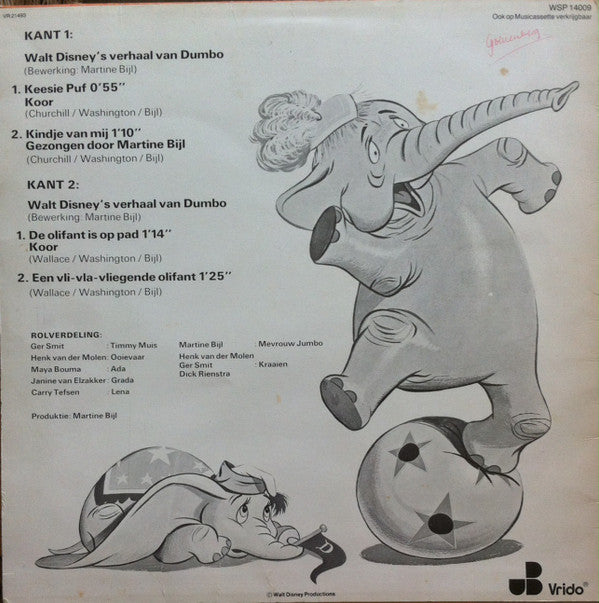 VR 21493
WSP 14009
Ook op Musicassette verkrijgbaar
KANT 1:
Walt Disney's verhaal van Dumbo
(Bewerking: Martine Bijl)
1. Keesie Puf 0'55"
Koor
(Churchill / Washington / Bijl)
2. Kindje van mij 1'10"
Gezongen door Martine Bijl
(Churchill / Washington / Bijl)
KANT 2:
Walt Disney's verhaal van Dumbo
(Bewerking: Martine Bijl)
1. De olifant is op pad 1'14"
Koor
(Wallace / Washington / Bijl)
2. Een vli-vla-vliegende olifant 1'25"
(Wallace / Washington / Bijl)
ROLVERDELING:
Ger Smit : Timmy Muis
Henk van der Molen: Ooievaar
Maya Bouma : Ada
Janine van Elzakker: Grada
Carry Tefsen : Lena
Martine Bijl : Mevrouw Jumbo
Henk van der Molen
Ger Smit : Kraaien
Dick Rienstra
Produktie: Martine Bijl
D
© Walt Disney Productions
Vrido®